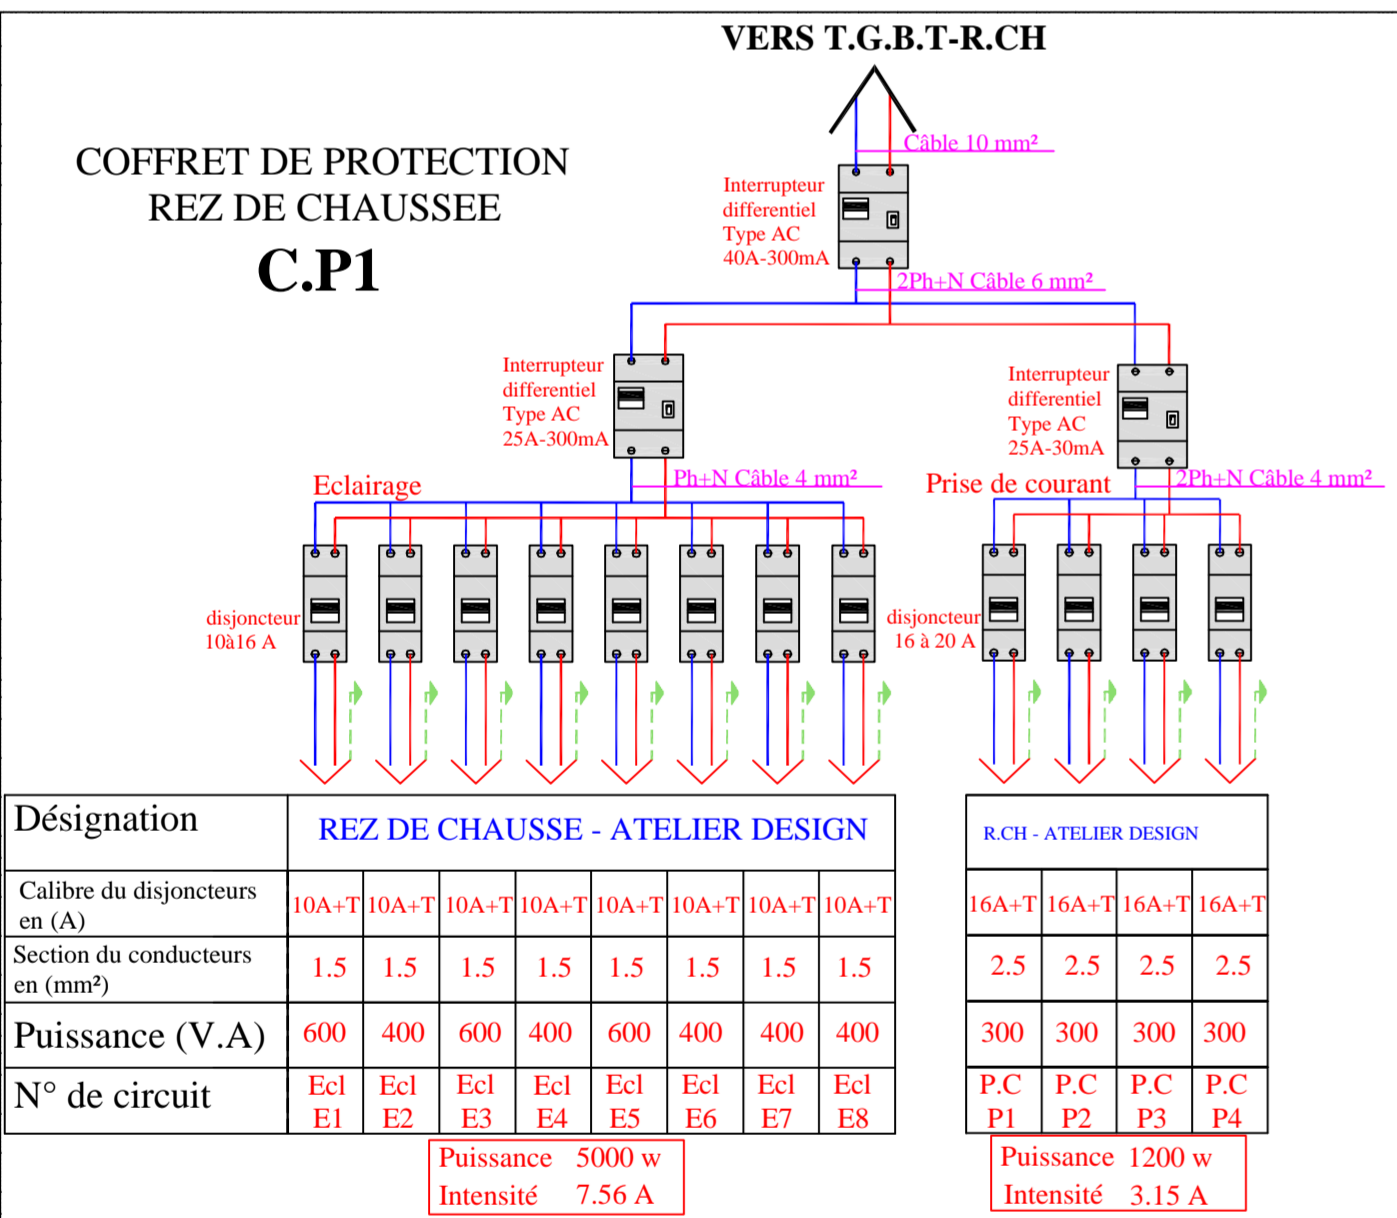 VERS T.G.B.T-R.CH
COFFRET DE PROTECTION
REZ DE CHAUSSEE
C.P1
Câble 10 mm²
Interrupteur
differentiel
Type AC
40A-300mA
2Ph+N Câble 6 mm²
Interrupteur
differentiel
Type AC
25A-300mA
Interrupteur
differentiel
Type AC
25A-30mA
Eclairage
Ph+N Câble 4 mm²
Prise de courant
2Ph+N Câble 4 mm²
disjoncteur
10à16 A
disjoncteur
16 à 20 A
Désignation REZ DE CHAUSSE - ATELIER DESIGN R.CH - ATELIER DESIGN
Calibre du disjoncteurs
en (A)
10A+T 10A+T 10A+T 10A+T 10A+T 10A+T 10A+T 10A+T 16A+T 16A+T 16A+T 16A+T
Section du conducteurs
en (mm²)
1.5 1.5 1.5 1.5 1.5 1.5 1.5 1.5 2.5 2.5 2.5 2.5
Puissance (V.A) 600 400 600 400 600 400 400 400 300 300 300 300
N° de circuit
Ecl Ecl Ecl Ecl Ecl Ecl Ecl Ecl P.C P.C P.C P.C
E1 E2 E3 E4 E5 E6 E7 E8 P1 P2 P3 P4
Puissance 5000 w
Intensité 7.56 A
Puissance 1200 w
Intensité 3.15 A